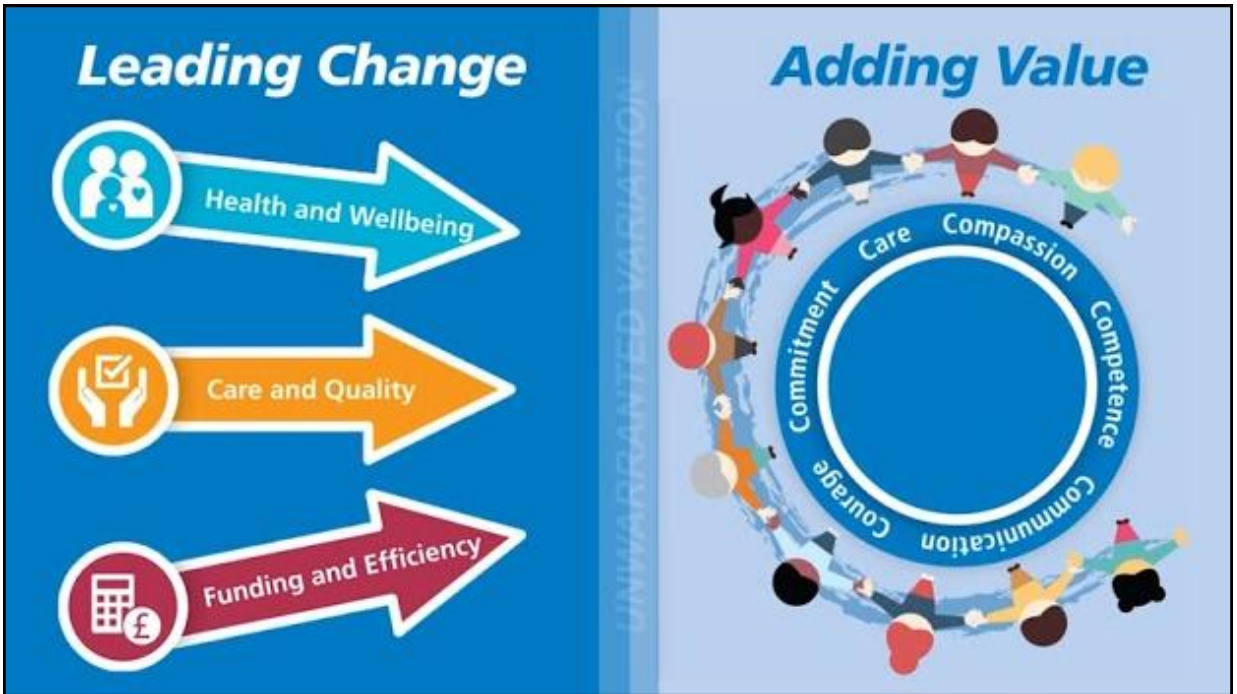 Leading Change
Adding Value
Health and Wellbeing
Care and Quality
Funding and Efficiency
£
UNWARRANTED VARIATION
Care
Compassion
Competence
Communication
Courage
Commitment